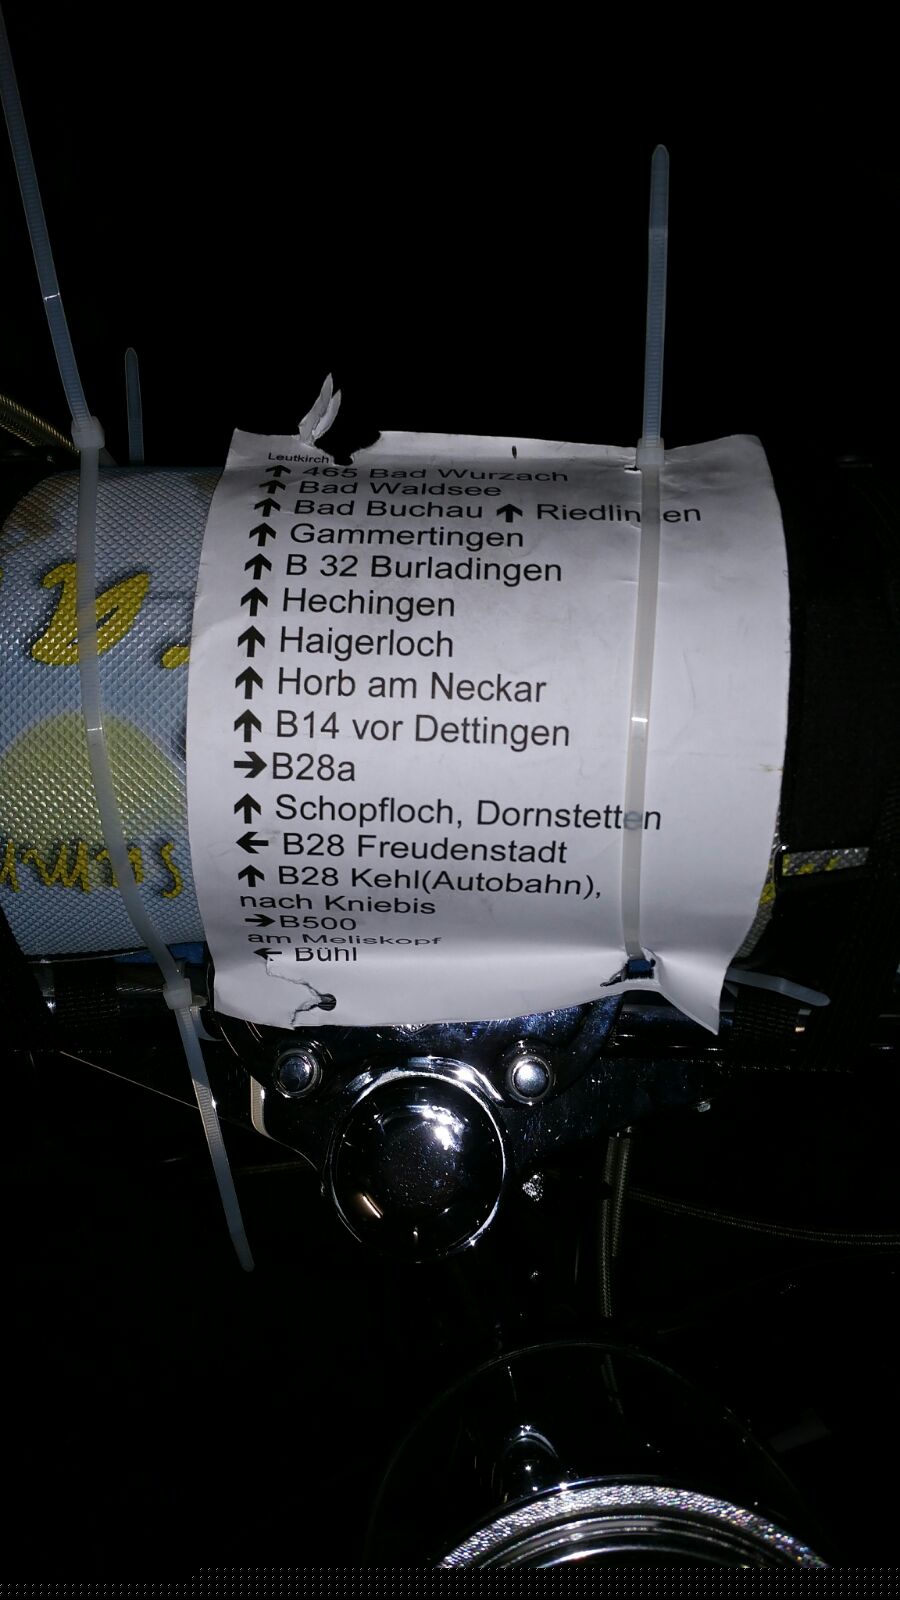 Leutkirch
↑ 465 Bad Wurzach
↑ Bad Waldsee
↑ Bad Buchau ↑ Riedlingen
↑ Gammertingen
↑ B 32 Burladingen
↑ Hechingen
↑ Haigerloch
↑ Horb am Neckar
↑ B14 vor Dettingen
→B28a
↑ Schopfloch, Dornstetten
← B28 Freudenstadt
↑ B28 Kehl(Autobahn),
nach Kniebis
→B500
am Meliskopf
← Bühl